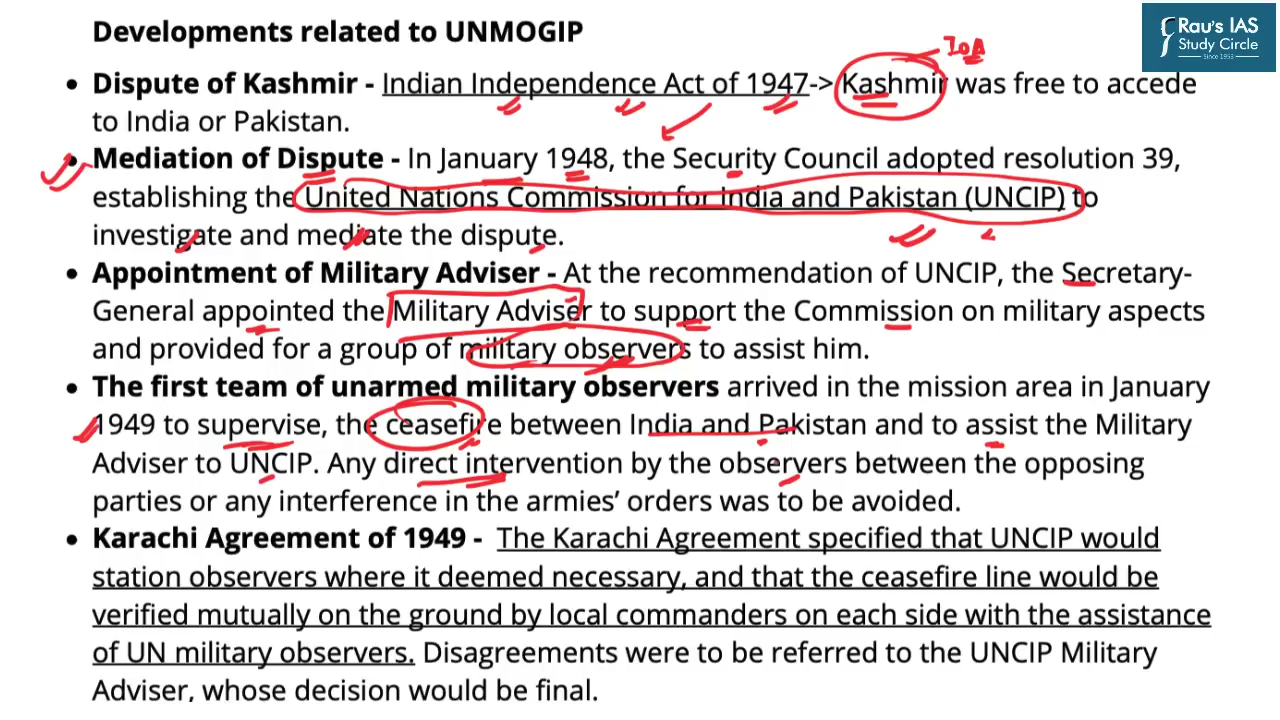 Rau's IAS
Study Circle
Since 1953
Developments related to UNMOGIP
IOA
• Dispute of Kashmir - Indian Independence Act of 1947-> Kashmir was free to accede
to India or Pakistan.
• Mediation of Dispute - In January 1948, the Security Council adopted resolution 39,
establishing the United Nations Commission for India and Pakistan (UNCIP) to
investigate and mediate the dispute.
• Appointment of Military Adviser - At the recommendation of UNCIP, the Secretary-
General appointed the Military Adviser to support the Commission on military aspects
and provided for a group of military observers to assist him.
• The first team of unarmed military observers arrived in the mission area in January
1949 to supervise, the ceasefire between India and Pakistan and to assist the Military
Adviser to UNCIP. Any direct intervention by the observers between the opposing
parties or any interference in the armies’ orders was to be avoided.
• Karachi Agreement of 1949 - The Karachi Agreement specified that UNCIP would
station observers where it deemed necessary, and that the ceasefire line would be
verified mutually on the ground by local commanders on each side with the assistance
of UN military observers. Disagreements were to be referred to the UNCIP Military
Adviser, whose decision would be final.